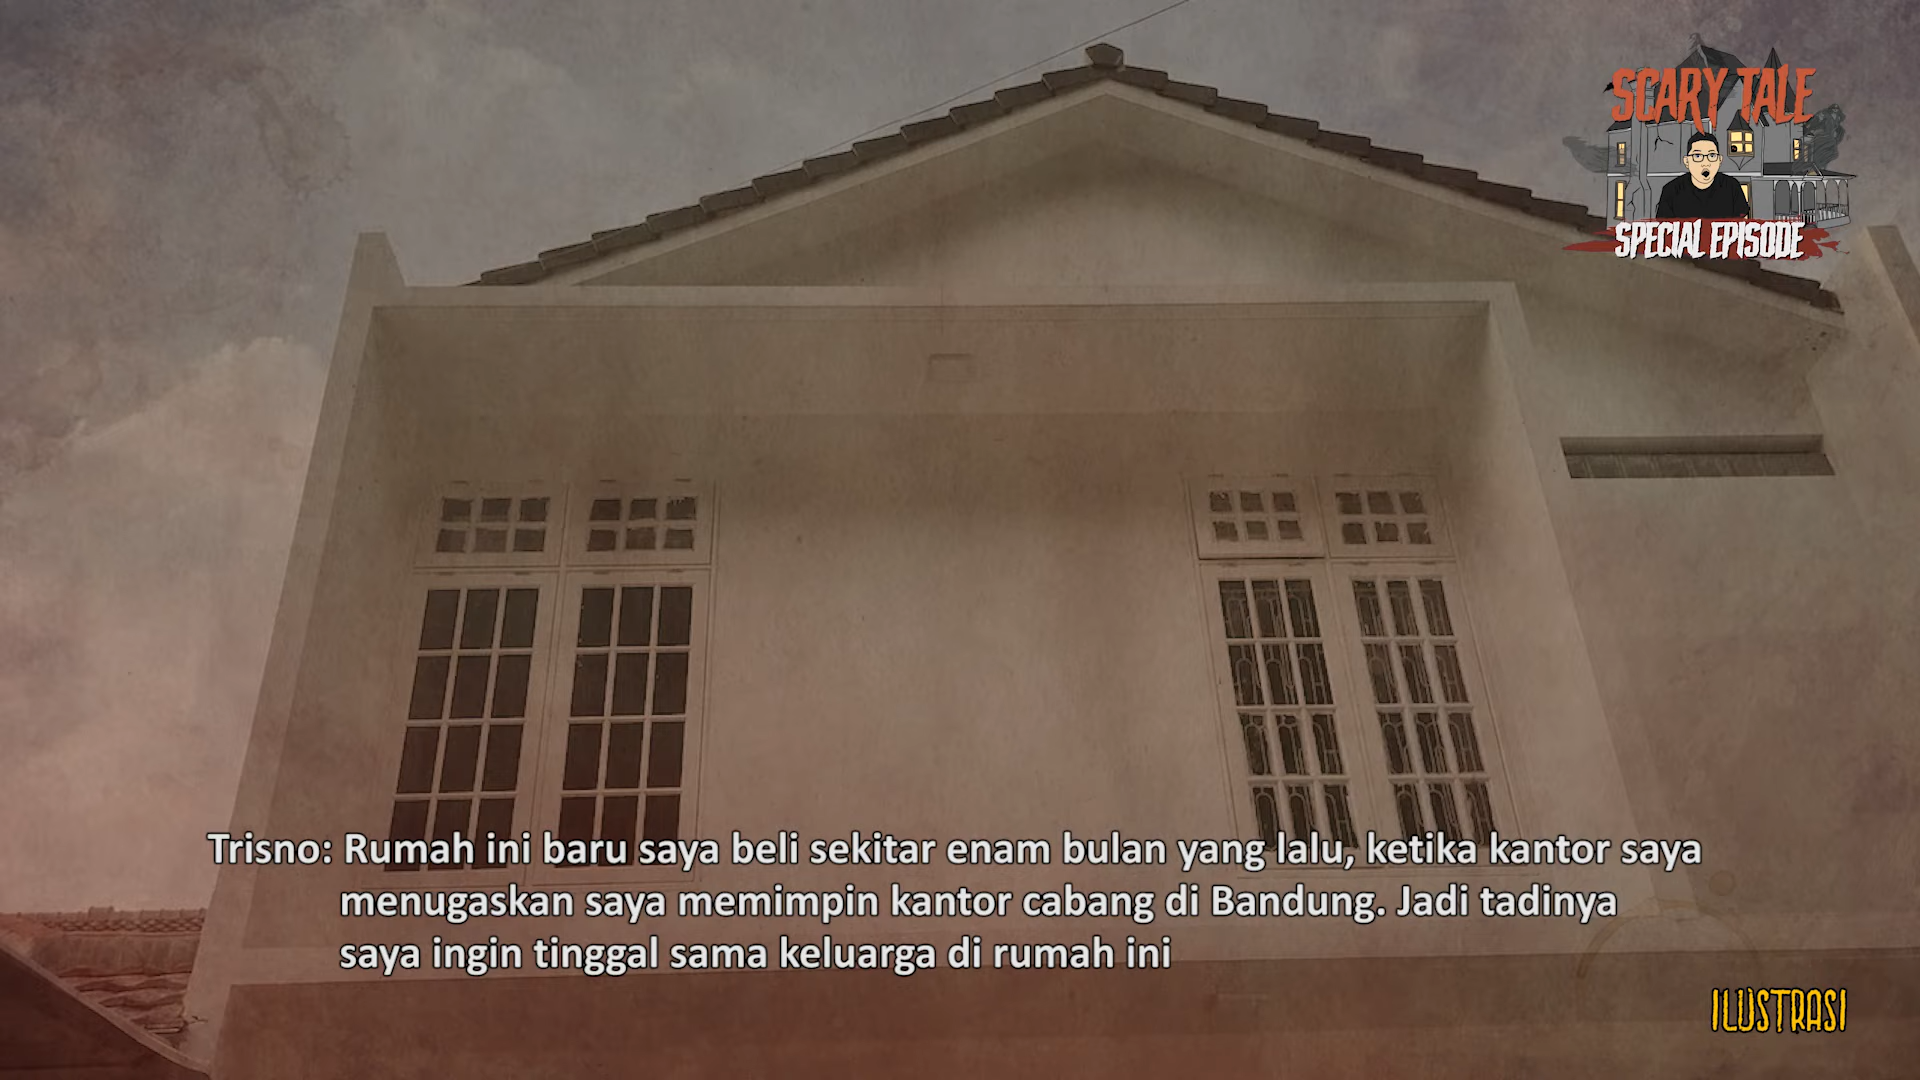 SCARY TALE
SPECIAL EPISODE
Trisno: Rumah ini baru saya beli sekitar enam bulan yang lalu, ketika kantor saya
menugaskan saya memimpin kantor cabang di Bandung. Jadi tadinya
saya ingin tinggal sama keluarga di rumah ini
ILUSTRASI